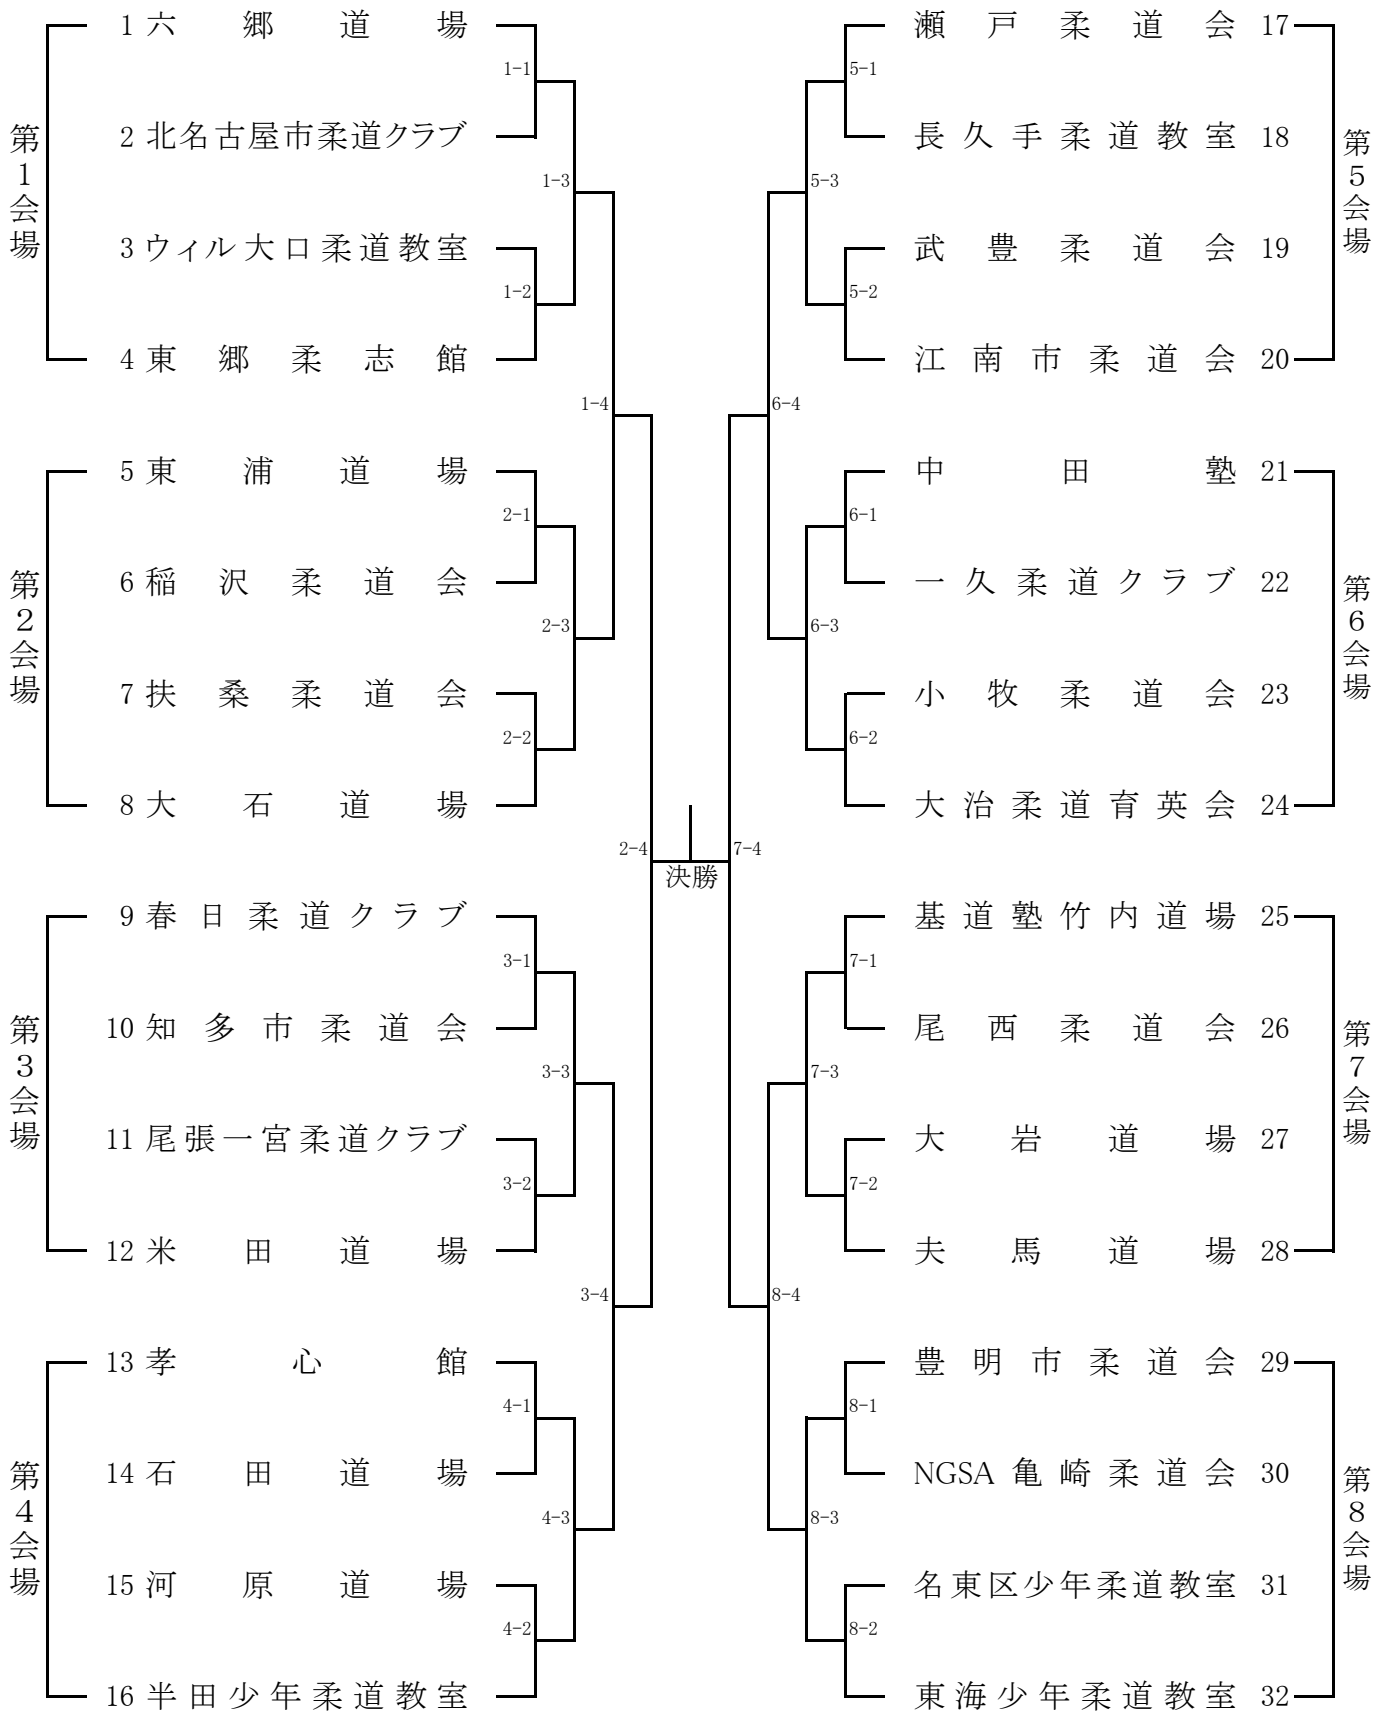 第1会場
1 六郷道場
1-1
2 北名古屋市柔道クラブ
1-3
3 ウィル大口柔道教室
1-2
4 東郷柔志館
1-4
第2会場
5 東浦道場
2-1
6 稲沢柔道会
2-3
7 扶桑柔道会
2-2
8 大石道場
2-4
第3会場
9 春日柔道クラブ
3-1
10 知多市柔道会
3-3
11 尾張一宮柔道クラブ
3-2
12 米田道場
3-4
第4会場
13 孝心館
4-1
14 石田道場
4-3
15 河原道場
4-2
16 半田少年柔道教室
決勝
第5会場
瀬戸柔道会 17
5-1
長久手柔道教室 18
5-3
武豊柔道会 19
5-2
江南市柔道会 20
6-4
第6会場
中田塾 21
6-1
一久柔道クラブ 22
6-3
小牧柔道会 23
6-2
大治柔道育英会 24
7-4
第7会場
基道塾竹内道場 25
7-1
尾西柔道会 26
7-3
大岩道場 27
7-2
夫馬道場 28
8-4
第8会場
豊明市柔道会 29
8-1
NGSA亀崎柔道会 30
8-3
名東区少年柔道教室 31
8-2
東海少年柔道教室 32